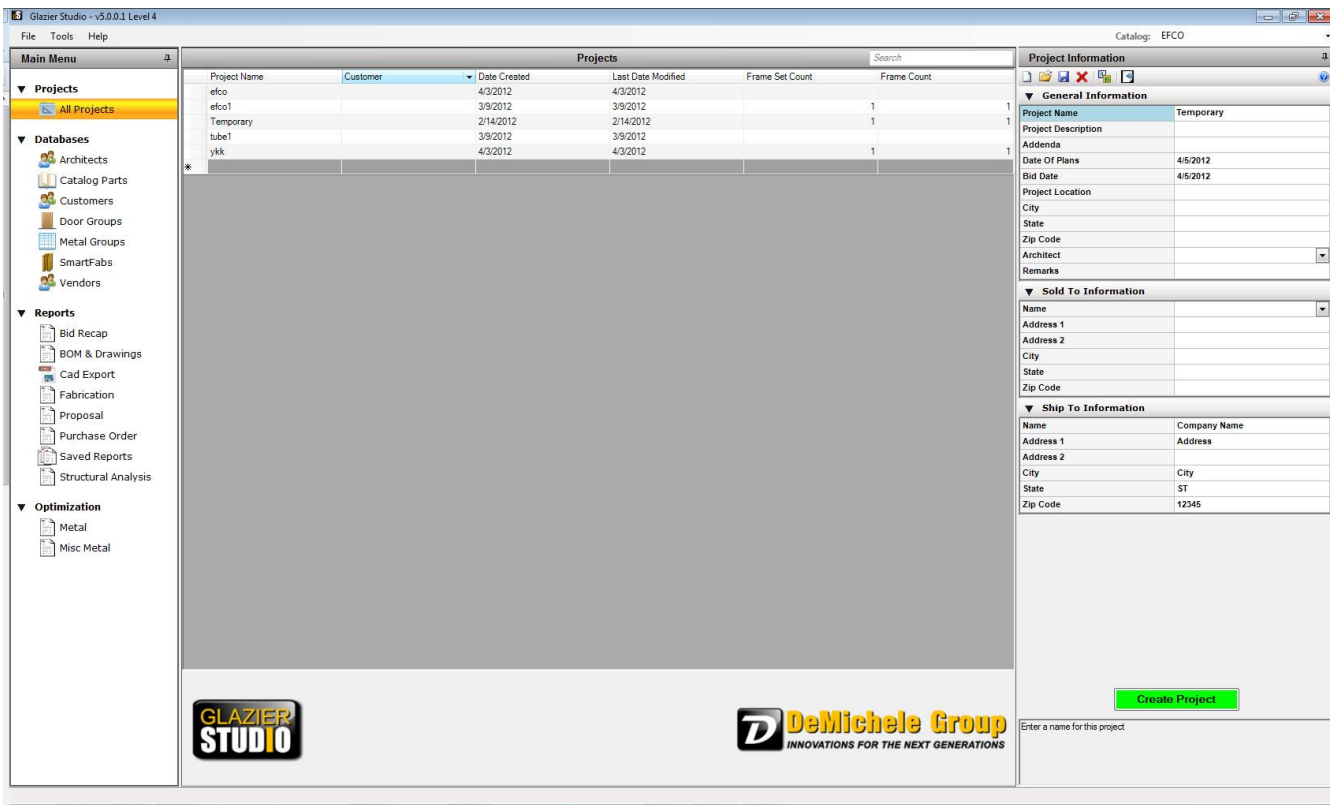 Glazier Studio - v5.0.0.1 Level 4
File Tools Help
Catalog: EFCO
Main Menu
Projects
All Projects
Databases
Architects
Catalog Parts
Customers
Door Groups
Metal Groups
SmartFabs
Vendors
Reports
Bid Recap
BOM & Drawings
Cad Export
Fabrication
Proposal
Purchase Order
Saved Reports
Structural Analysis
Optimization
Metal
Misc Metal
Projects
Search
Project Name Customer Date Created Last Date Modified Frame Set Count Frame Count
efco 4/3/2012 4/3/2012
efco1 3/9/2012 3/9/2012 1 1
Temporary 2/14/2012 2/14/2012 1 1
tube1 3/9/2012 3/9/2012
ykk 4/3/2012 4/3/2012 1 1
GLAZIER
STUDIO
D DeMichele Group
INNOVATIONS FOR THE NEXT GENERATIONS
Project Information
General Information
Project Name Temporary
Project Description
Addenda
Date Of Plans 4/5/2012
Bid Date 4/5/2012
Project Location
City
State
Zip Code
Architect
Remarks
Sold To Information
Name
Address 1
Address 2
City
State
Zip Code
Ship To Information
Name Company Name
Address 1 Address
Address 2
City City
State ST
Zip Code 12345
Create Project
Enter a name for this project